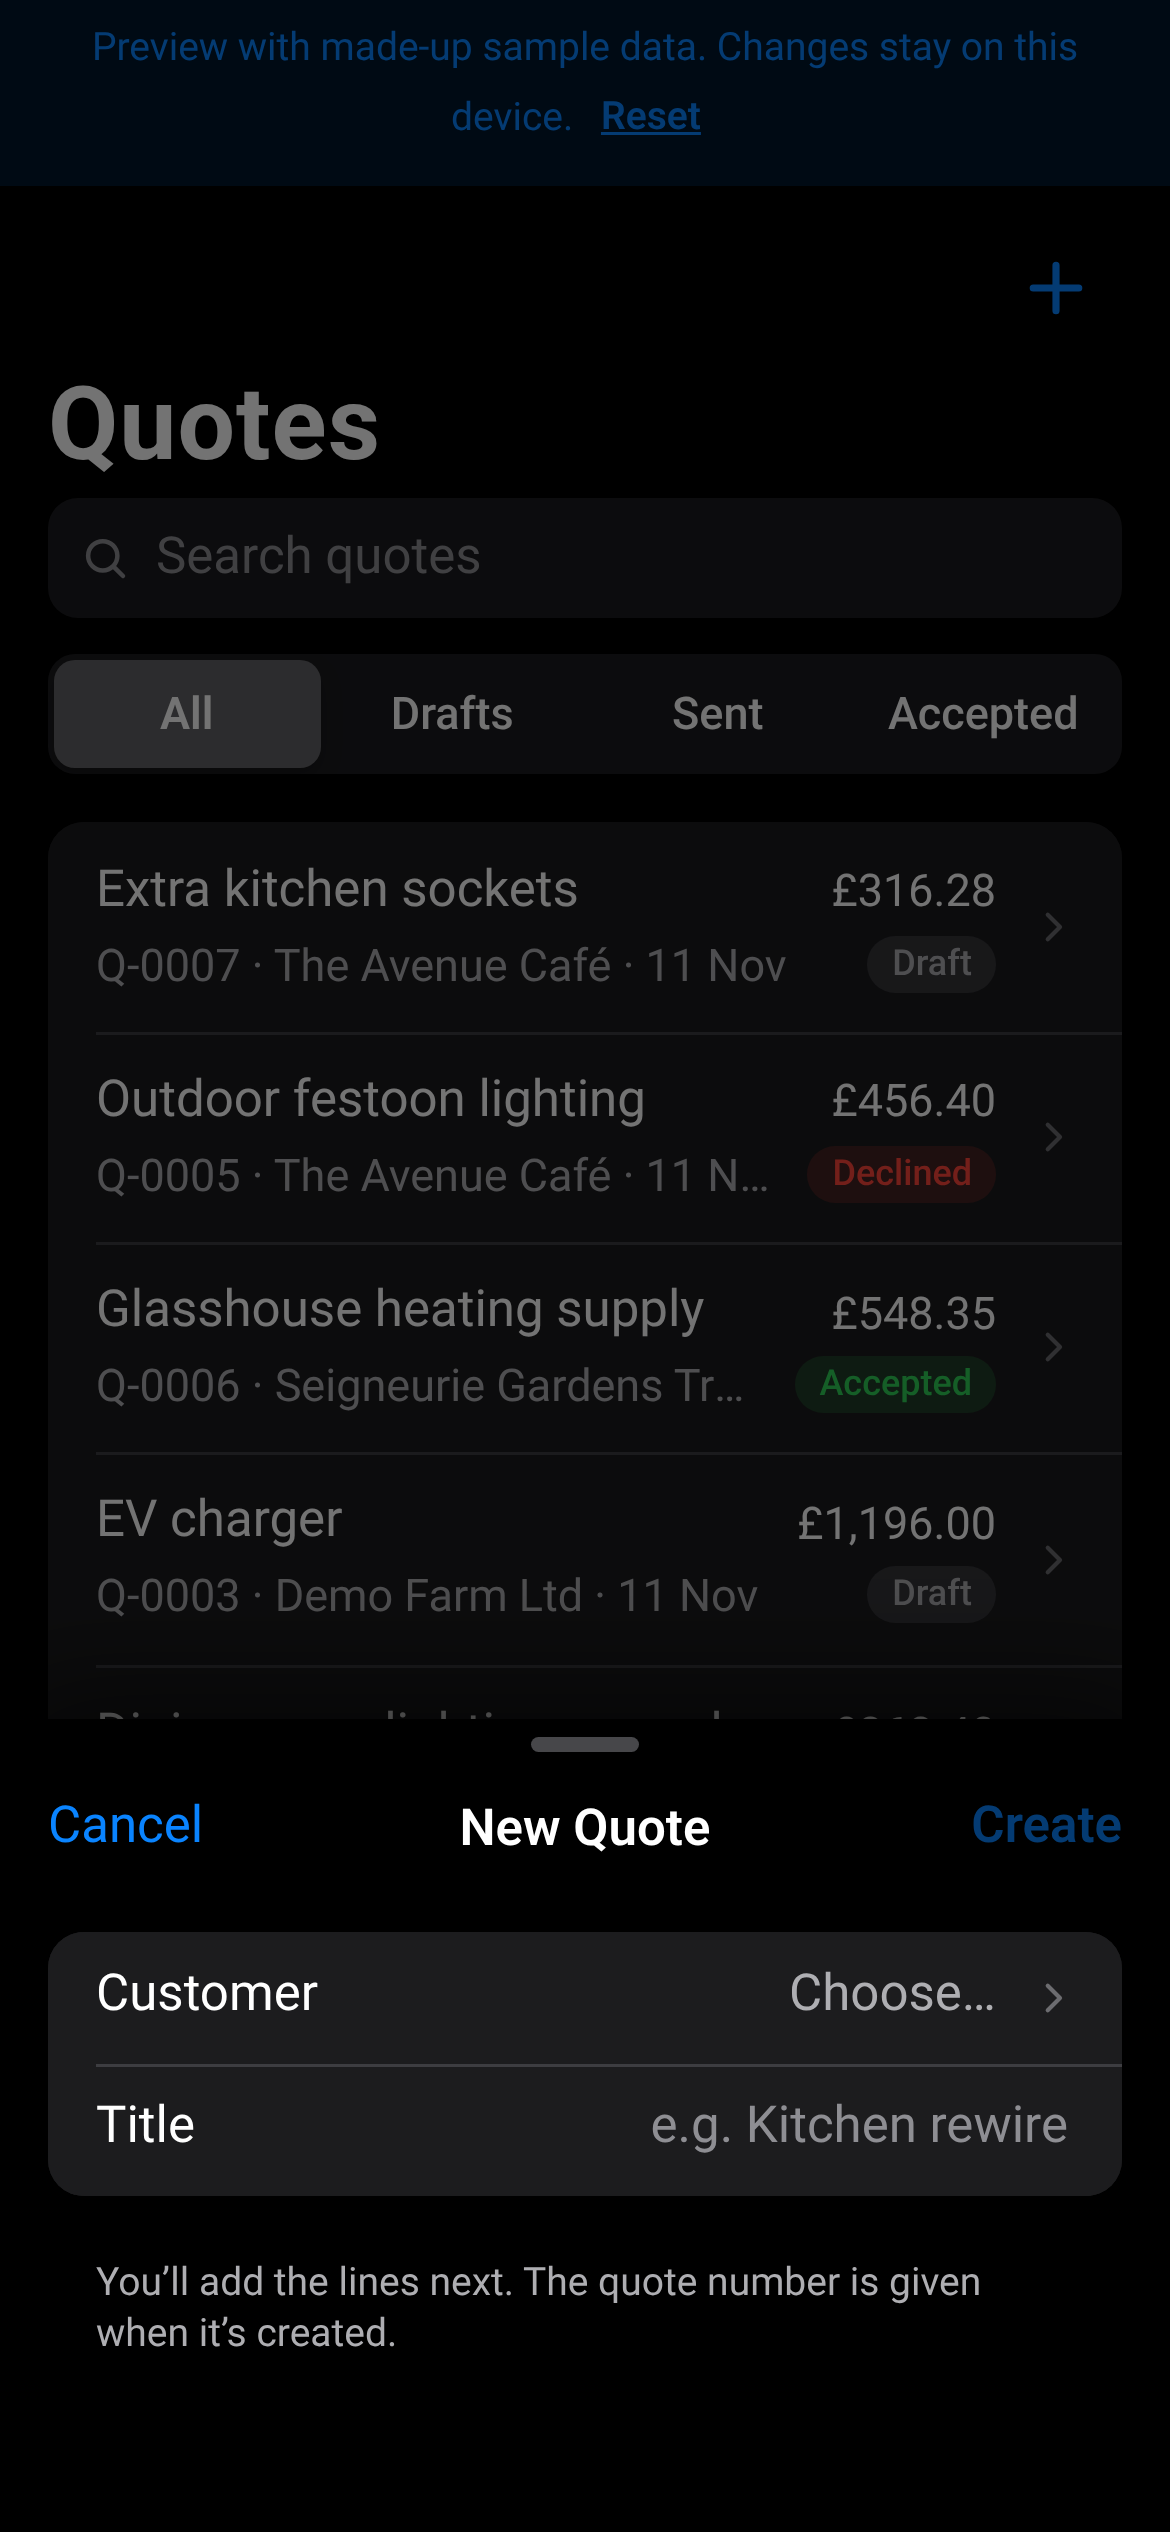 Preview with made-up sample data. Changes stay on this
device. Reset
Quotes
Search quotes
All Drafts Sent Accepted
Extra kitchen sockets £316.28
Q-0007 · The Avenue Café · 11 Nov Draft
Outdoor festoon lighting £456.40
Q-0005 · The Avenue Café · 11 N… Declined
Glasshouse heating supply £548.35
Q-0006 · Seigneurie Gardens Tr… Accepted
EV charger £1,196.00
Q-0003 · Demo Farm Ltd · 11 Nov Draft
Cancel New Quote Create
Customer Choose…
Title e.g. Kitchen rewire
You’ll add the lines next. The quote number is given
when it’s created.